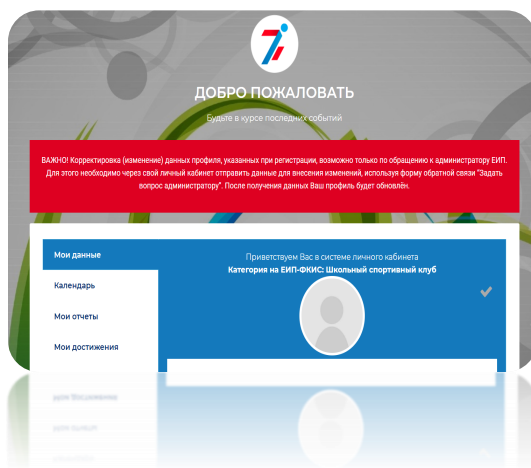 ДОБРО ПОЖАЛОВАТЬ
Будьте в курсе последних событий
ВАЖНО! Корректировка (изменение) данных профиля, указанных при регистрации, возможно только по обращению к администратору ЕИП.
Для этого необходимо через свой личный кабинет отправить данные для внесения изменений, используя форму обратной связи "Задать
вопрос администратору". После получения данных Ваш профиль будет обновлён.
Мои данные
Приветствуем Вас в системе личного кабинета
Категория на ЕИП-ФКИС: Школьный спортивный клуб
Календарь
Мои отчеты
Мои достижения